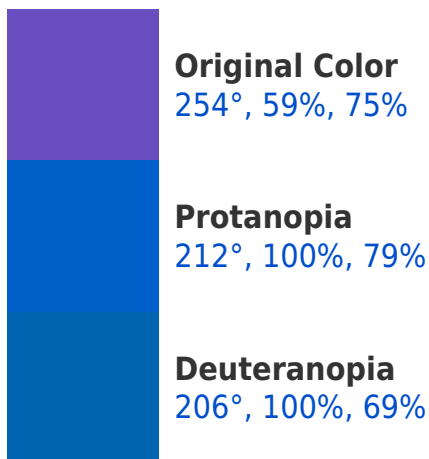 Original Color
254°, 59%, 75%
Protanopia
212°, 100%, 79%
Deuteranopia
206°, 100%, 69%